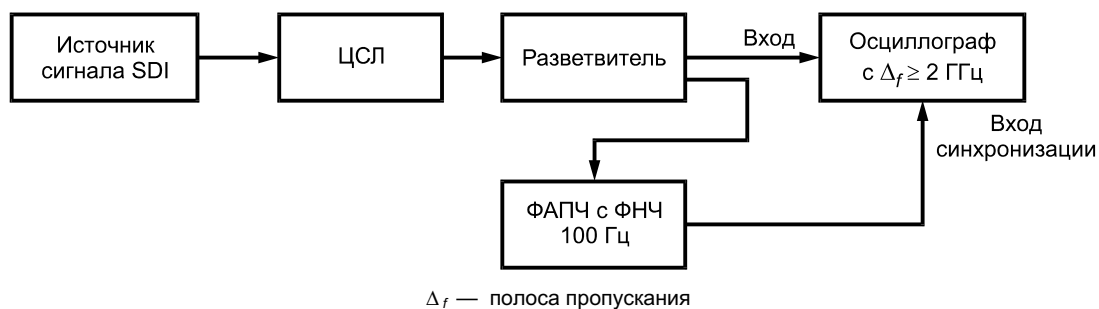 Источник
сигнала SDI
ЦСЛ
Разветвитель
Вход
Осциллограф
с Δf ≥ 2 ГГц
Вход
синхронизации
ФАПЧ с ФНЧ
100 Гц
Δf — полоса пропускания